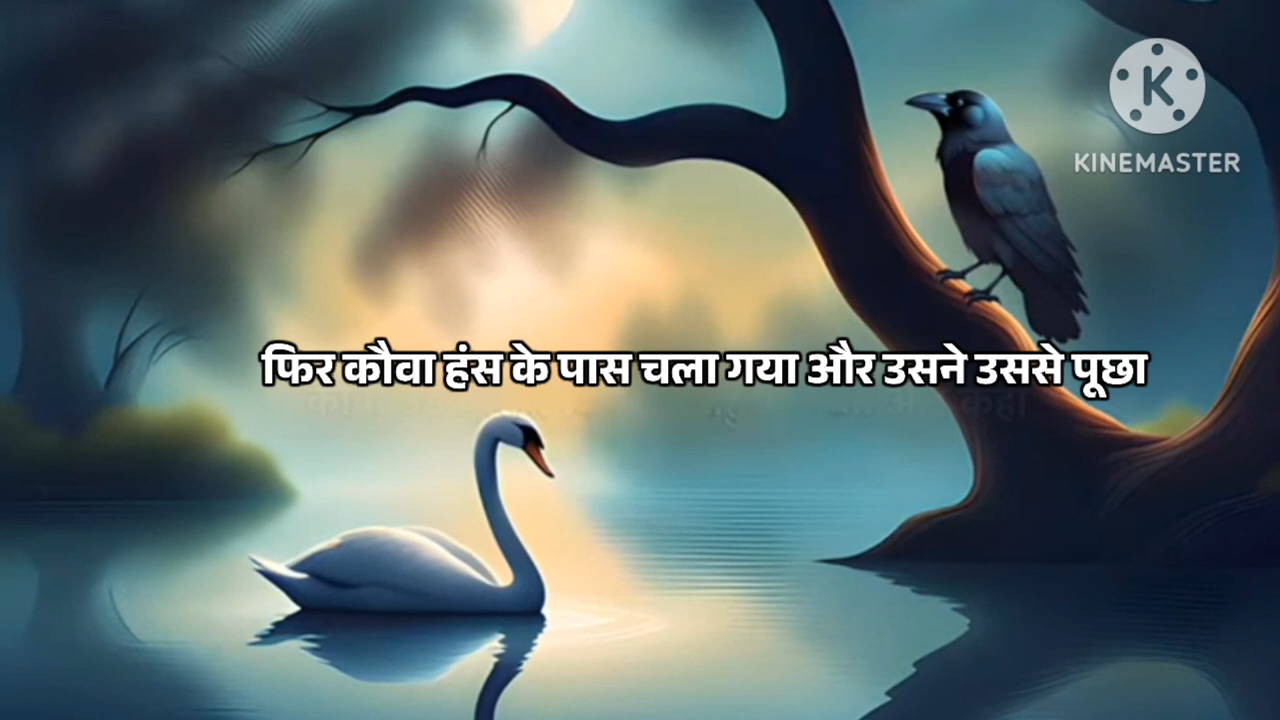 KINEMASTER
फिर कौवा हंस के पास चला गया और उसने उससे पूछा